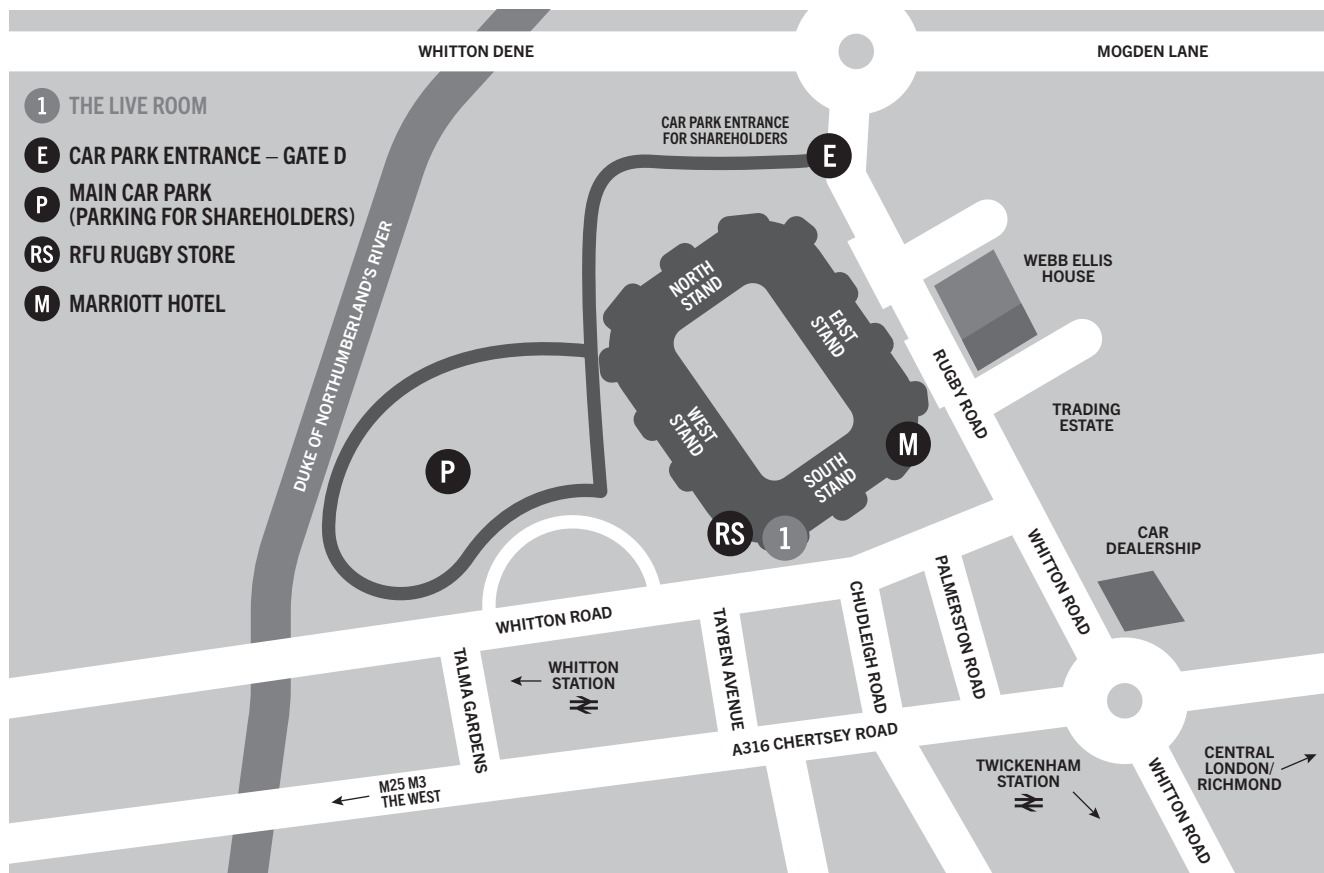 WHITTON DENE
MOGDEN LANE
1 THE LIVE ROOM
E CAR PARK ENTRANCE – GATE D
P MAIN CAR PARK
(PARKING FOR SHAREHOLDERS)
RS RFU RUGBY STORE
M MARRIOTT HOTEL
CAR PARK ENTRANCE
FOR SHAREHOLDERS
E
DUKE OF NORTHUMBERLAND'S RIVER
NORTH
STAND
EAST
STAND
WEST
STAND
SOUTH
STAND
P
M
RS
1
WEBB ELLIS
HOUSE
RUGBY ROAD
TRADING
ESTATE
CAR
DEALERSHIP
WHITTON ROAD
WHITTON ROAD
TALMA GARDENS
WHITTON
STATION
TAYBEN AVENUE
CHUDLEIGH ROAD
PALMERSTON ROAD
A316 CHERTSEY ROAD
M25 M3
THE WEST
TWICKENHAM
STATION
CENTRAL
LONDON/
RICHMOND
WHITTON ROAD